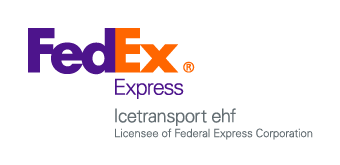 FedEx®
Express
Icetransport ehf
Licensee of Federal Express Corporation